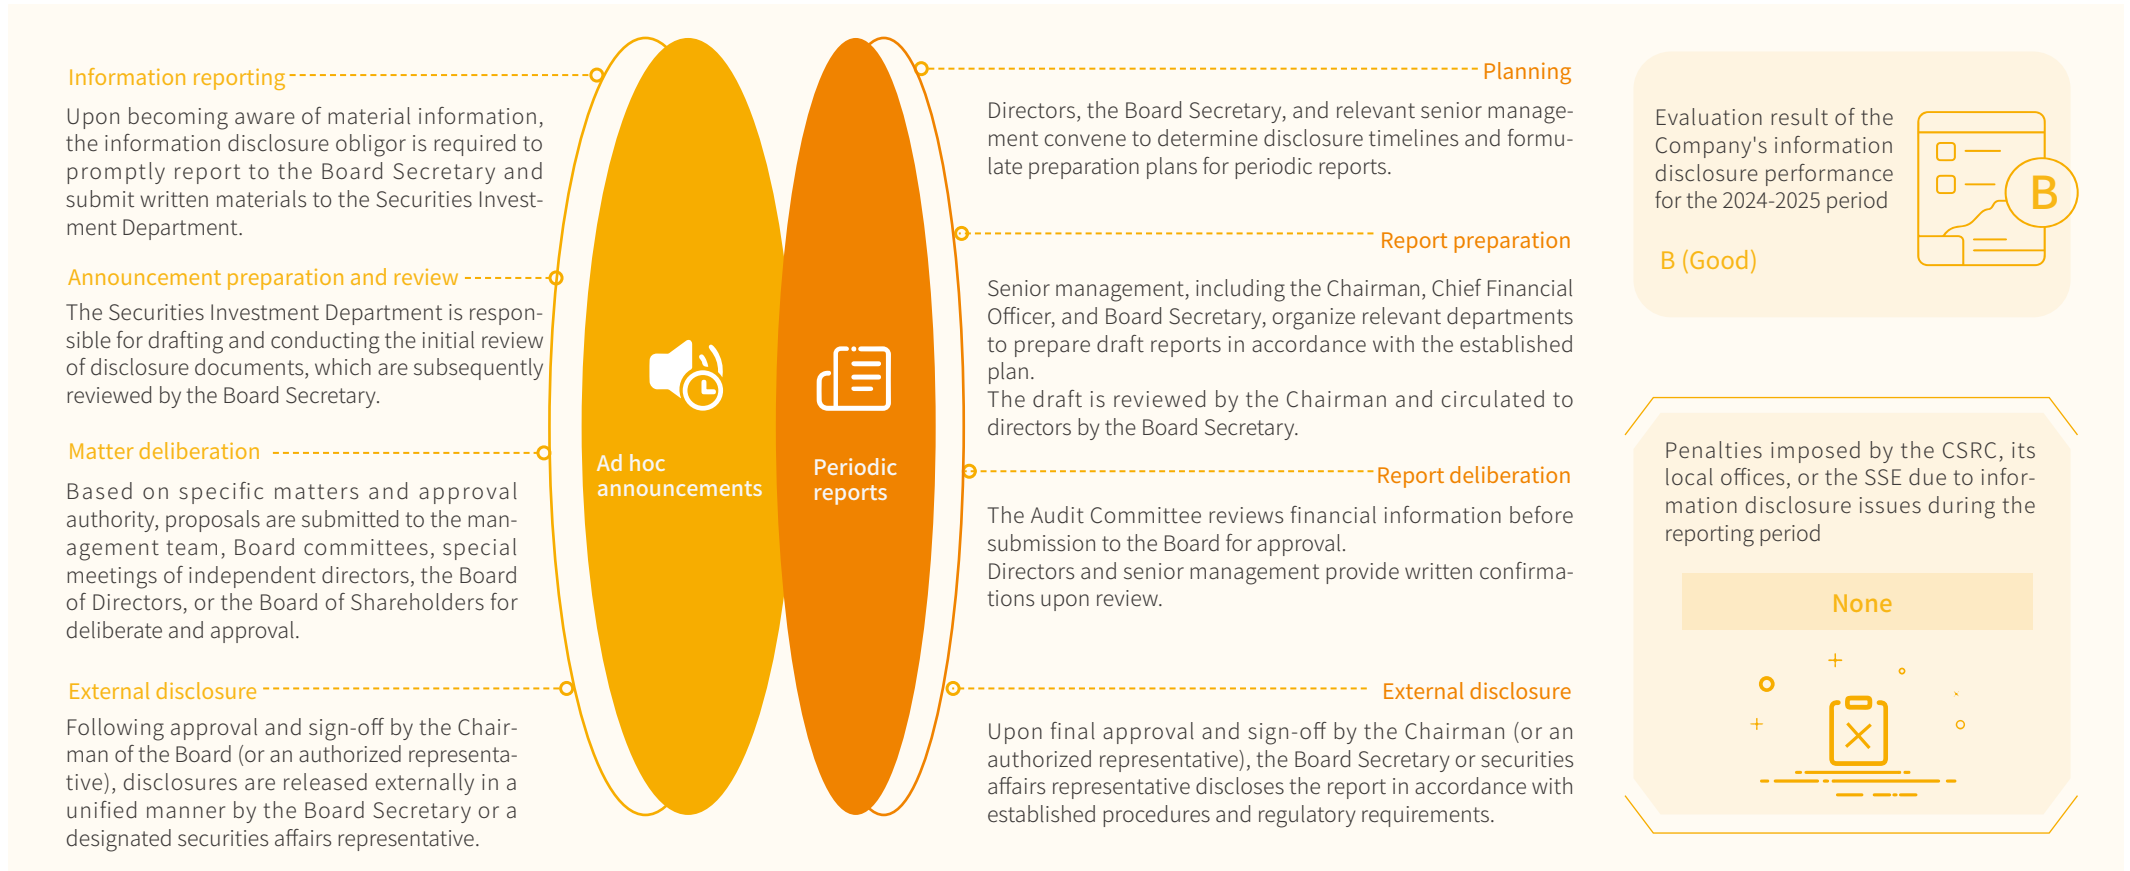 Information reporting
Upon becoming aware of material information,
the information disclosure obligor is required to
promptly report to the Board Secretary and
submit written materials to the Securities Invest-
ment Department.
Announcement preparation and review
The Securities Investment Department is respon-
sible for drafting and conducting the initial review
of disclosure documents, which are subsequently
reviewed by the Board Secretary.
Matter deliberation
Based on specific matters and approval
authority, proposals are submitted to the man-
agement team, Board committees, special
meetings of independent directors, the Board
of Directors, or the Board of Shareholders for
deliberate and approval.
External disclosure
Following approval and sign-off by the Chair-
man of the Board (or an authorized representa-
tive), disclosures are released externally in a
unified manner by the Board Secretary or a
designated securities affairs representative.
Ad hoc
announcements
Periodic
reports
Planning
Directors, the Board Secretary, and relevant senior manage-
ment convene to determine disclosure timelines and formu-
late preparation plans for periodic reports.
Report preparation
Senior management, including the Chairman, Chief Financial
Officer, and Board Secretary, organize relevant departments
to prepare draft reports in accordance with the established
plan.
The draft is reviewed by the Chairman and circulated to
directors by the Board Secretary.
Report deliberation
The Audit Committee reviews financial information before
submission to the Board for approval.
Directors and senior management provide written confirma-
tions upon review.
External disclosure
Upon final approval and sign-off by the Chairman (or an
authorized representative), the Board Secretary or securities
affairs representative discloses the report in accordance with
established procedures and regulatory requirements.
Evaluation result of the
Company's information
disclosure performance
for the 2024-2025 period
B (Good)
B
Penalties imposed by the CSRC, its
local offices, or the SSE due to infor-
mation disclosure issues during the
reporting period
None